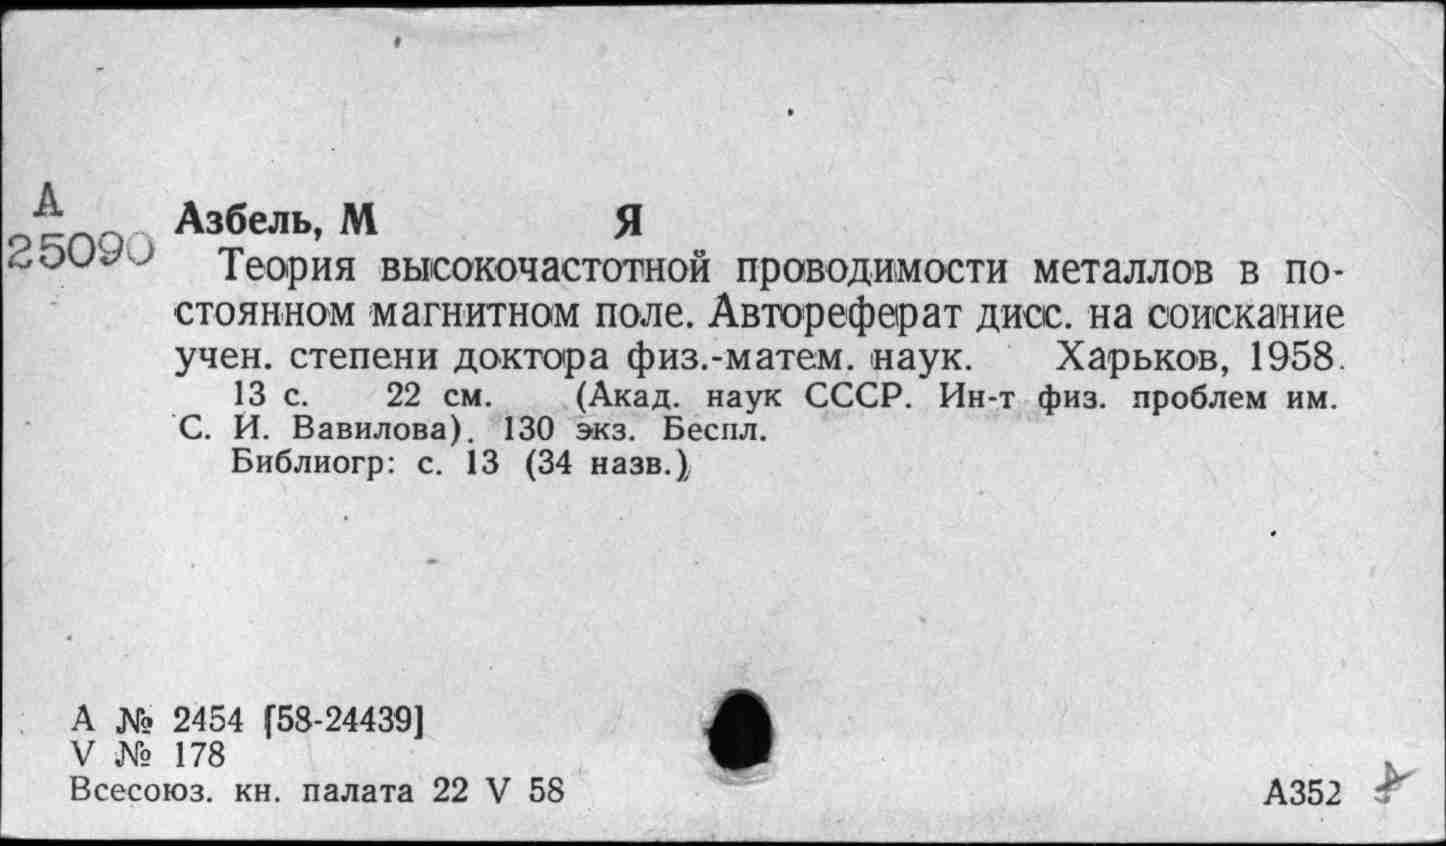 А
25090
Азбель, М Я
Теория высокочастотной проводимости металлов в по-
стоянном магнитном поле. Автореферат дисс. на соискание
учен. степени доктора физ.-матем. наук. Харьков, 1958.
13 с. 22 см. (Акад. наук СССР. Ин-т физ. проблем им.
С. И. Вавилова). 130 экз. Беспл.
Библиогр: с. 13 (34 назв.)
А № 2454 [58-24439]
V № 178
Всесоюз. кн. палата 22 V 58
А352